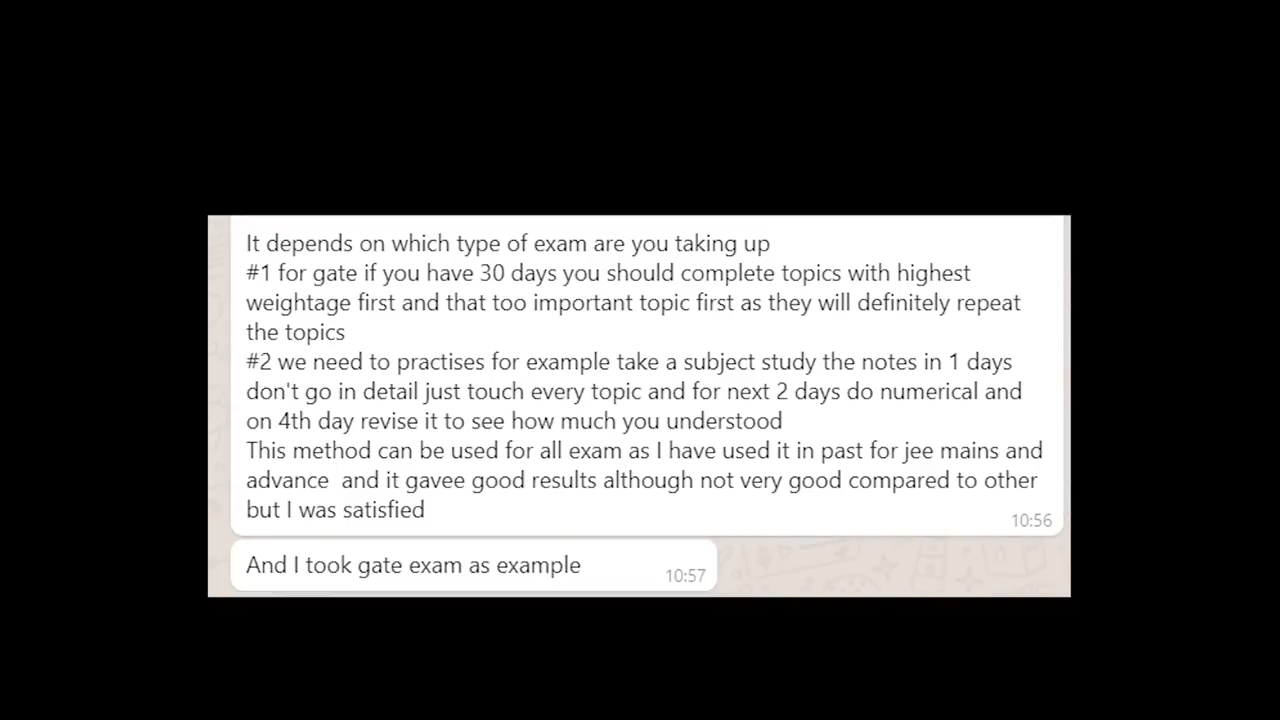 It depends on which type of exam are you taking up
#1 for gate if you have 30 days you should complete topics with highest
weightage first and that too important topic first as they will definitely repeat
the topics
#2 we need to practises for example take a subject study the notes in 1 days
don't go in detail just touch every topic and for next 2 days do numerical and
on 4th day revise it to see how much you understood
This method can be used for all exam as I have used it in past for jee mains and
advance  and it gavee good results although not very good compared to other
but I was satisfied
10:56
And I took gate exam as example
10:57